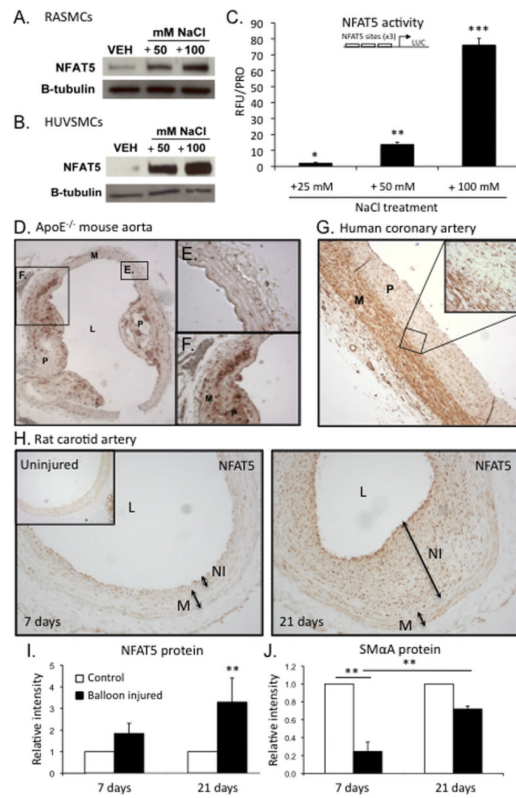 A. RASMCs
mM NaCl
VEH + 50 + 100
NFAT5
B-tubulin
B. HUVSMCs
mM NaCl
VEH + 50 + 100
NFAT5
B-tubulin
C. NFAT5 activity
NFAT5 sites (x3)
LUC
RFU/PRO
90
80
70
60
50
40
30
20
10
0
*
**
***
+25 mM + 50 mM + 100 mM
NaCl treatment
D. ApoE-/- mouse aorta
M
F.
E.
L
P
P
E.
F.
M
P
G. Human coronary artery
M
P
H. Rat carotid artery
Uninjured
NFAT5
L
NI
M
7 days
NFAT5
L
NI
M
21 days
I. NFAT5 protein
Control
Balloon injured
**
Relative intensity
5
4
3
2
1
0
7 days 21 days
J. SMαA protein
**
**
Relative intensity
1.0
0.8
0.6
0.4
0.2
0.0
7 days 21 days